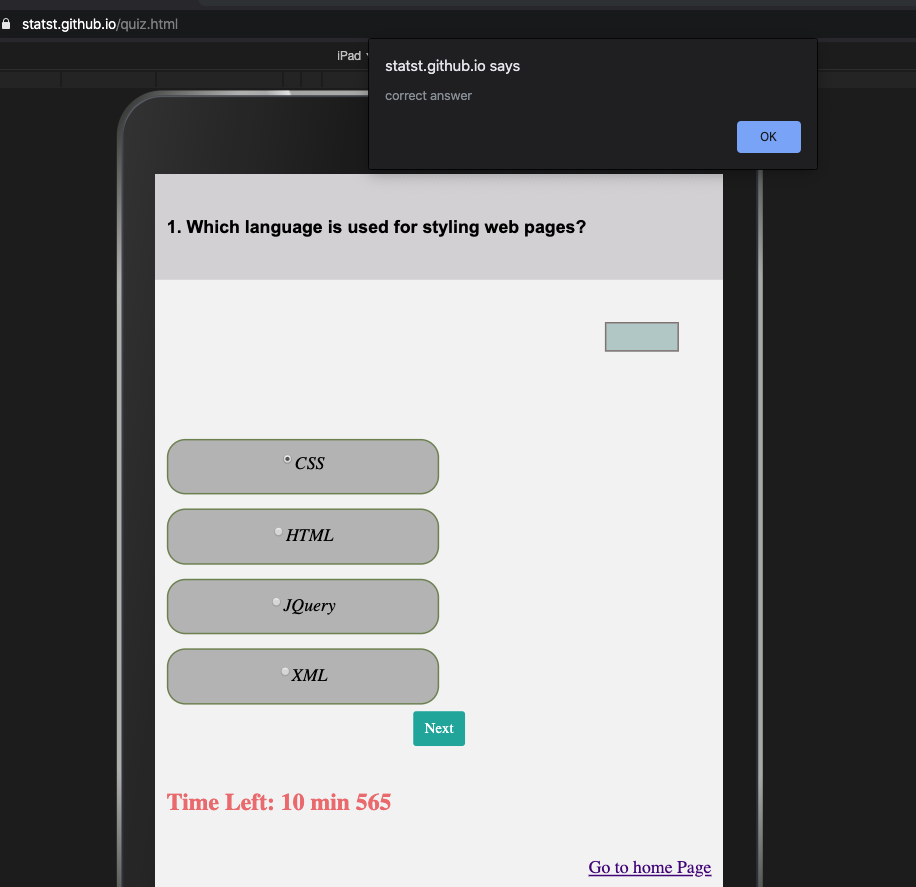 statst.github.io/quiz.html
iPad
statst.github.io says
correct answer
OK
1. Which language is used for styling web pages?
CSS
HTML
JQuery
XML
Next
Time Left: 10 min 565
Go to home Page